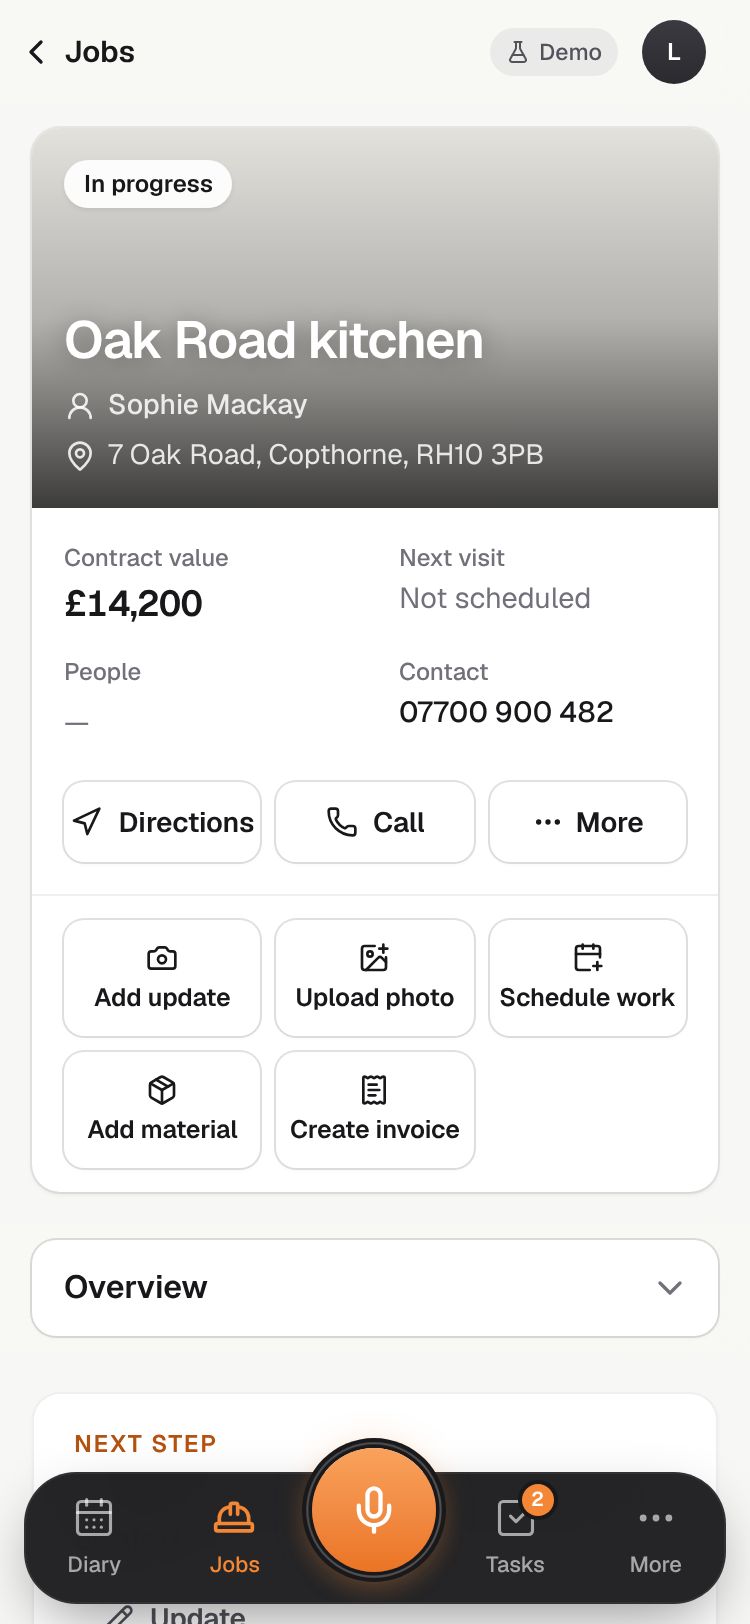 Jobs
Demo
L
In progress
Oak Road kitchen
Sophie Mackay
7 Oak Road, Copthorne, RH10 3PB
Contract value
Next visit
£14,200
Not scheduled
People
Contact
—
07700 900 482
Directions
Call
More
Add update
Upload photo
Schedule work
Add material
Create invoice
Overview
NEXT STEP
2
Diary
Jobs
Tasks
More
Update